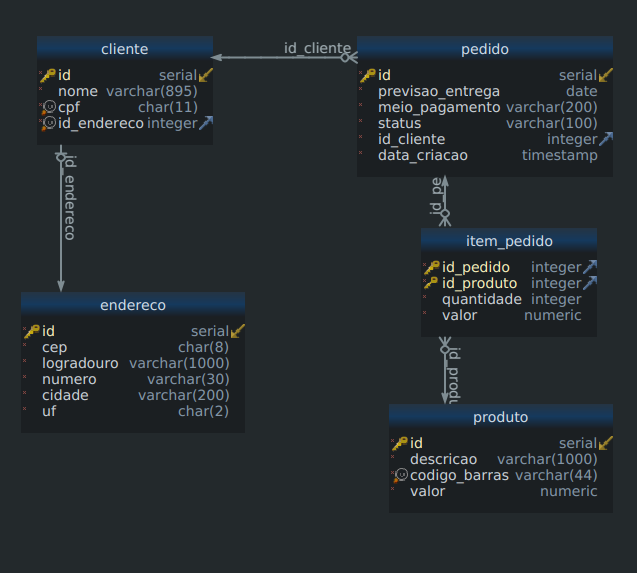 cliente
id serial
nome varchar(895)
cpf char(11)
id_endereco integer
id_cliente
pedido
id serial
previsao_entrega date
meio_pagamento varchar(200)
status varchar(100)
id_cliente integer
data_criacao timestamp
id_endereco
id_pe
item_pedido
id_pedido integer
id_produto integer
quantidade integer
valor numeric
endereco
id serial
cep char(8)
logradouro varchar(1000)
numero varchar(30)
cidade varchar(200)
uf char(2)
id_produ
produto
id serial
descricao varchar(1000)
codigo_barras varchar(44)
valor numeric